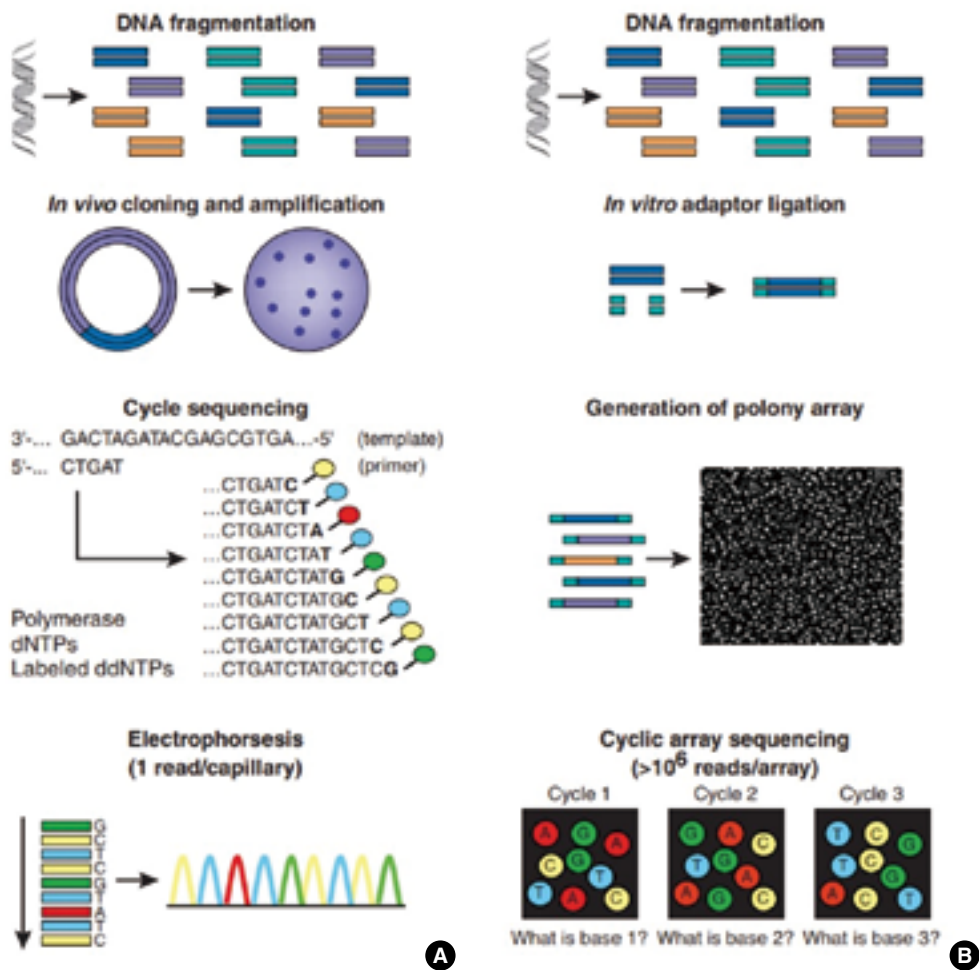 DNA fragmentation
In vivo cloning and amplification
Cycle sequencing
3'-... GACTAGATACGAGCGTGA...-5' (template)
5'-... CTGAT (primer)
...CTGATC
...CTGATCT
...CTGATCTA
...CTGATCTAT
...CTGATCTATG
...CTGATCTATGC
...CTGATCTATGCT
...CTGATCTATGCTC
...CTGATCTATGCTCG
Polymerase
dNTPs
Labeled ddNTPs
Electrophorsesis
(1 read/capillary)
G
C
T
C
G
T
A
T
C
A
DNA fragmentation
In vitro adaptor ligation
Generation of polony array
Cyclic array sequencing
(>10⁶ reads/array)
Cycle 1
A G A
C G T
T A C
What is base 1?
Cycle 2
G A C
T G A
A G C
What is base 2?
Cycle 3
T C G
T C G
A C T
What is base 3?
B